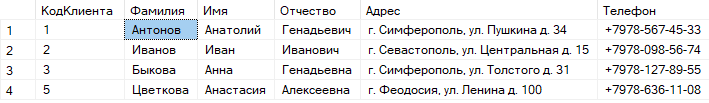 КодКлиента Фамилия Имя Отчество Адрес Телефон
1 1 Антонов Анатолий Генадьевич г. Симферополь, ул. Пушкина д. 34 +7978-567-45-33
2 2 Иванов Иван Иванович г. Севастополь, ул. Центральная д. 15 +7978-098-56-74
3 3 Быкова Анна Генадьевна г. Симферополь, ул. Толстого д. 31 +7978-127-89-55
4 5 Цветкова Анастасия Алексеевна г. Феодосия, ул. Ленина д. 100 +7978-636-11-08